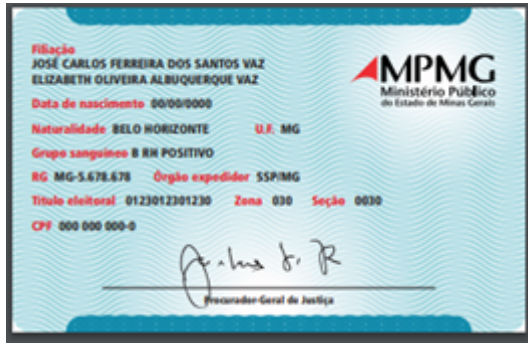 Filiação
JOSÉ CARLOS FERREIRA DOS SANTOS VAZ
ELIZABETH OLIVEIRA ALBUQUERQUE VAZ
MPMG
Ministério Público
do Estado de Minas Gerais
Data de nascimento 00/00/0000
Naturalidade BELO HORIZONTE U.F. MG
Grupo sanguíneo B RH POSITIVO
RG MG-5.678.678 Órgão expedidor SSP/MG
Título eleitoral 0123012301230 Zona 030 Seção 0030
CPF 000 000 000-0
Procurador-Geral de Justiça